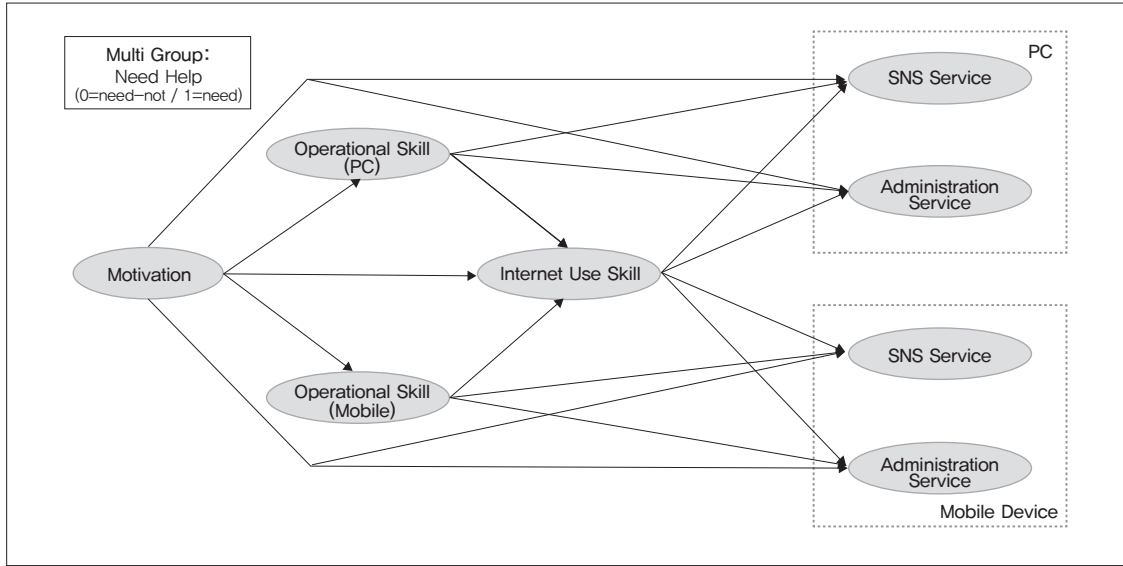 Multi Group:
Need Help
(0=need-not / 1=need)
PC
SNS Service
Operational Skill
(PC)
Administration
Service
Motivation
Internet Use Skill
SNS Service
Operational Skill
(Mobile)
Administration
Service
Mobile Device